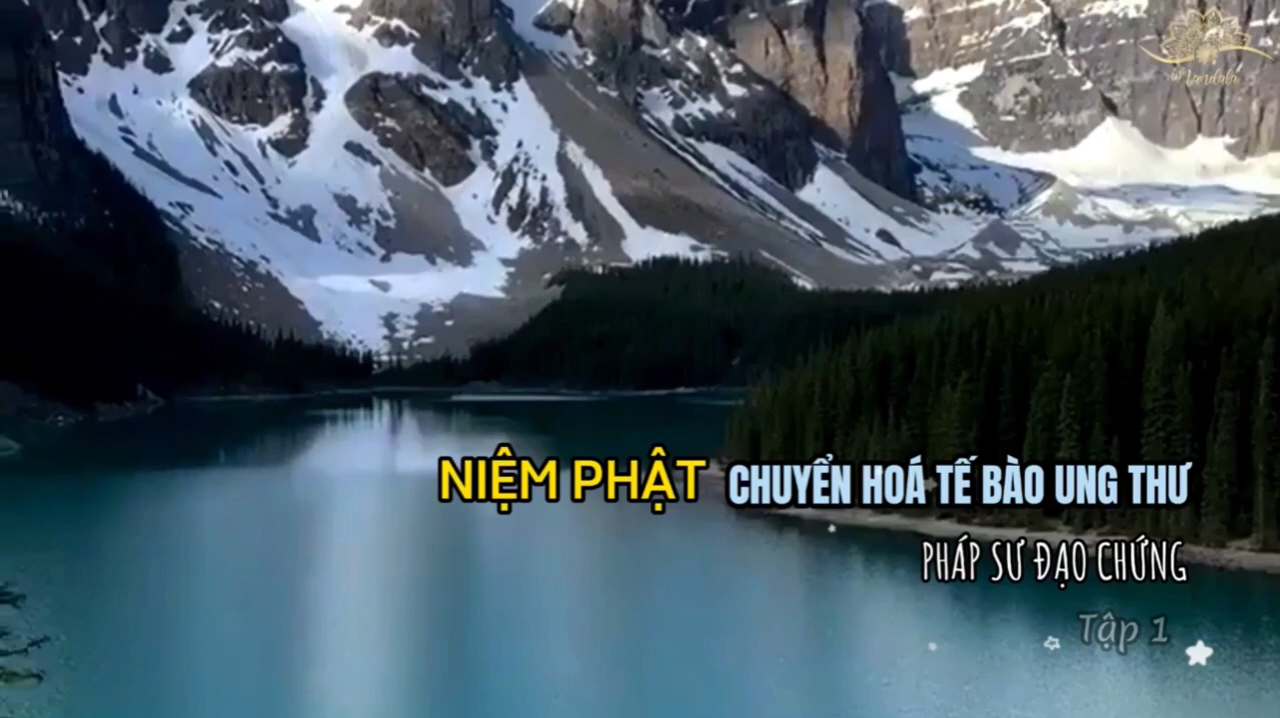 NIỆM PHẬT CHUYỂN HOÁ TẾ BÀO UNG THƯ
PHÁP SƯ ĐẠO CHỨNG
Tập 1